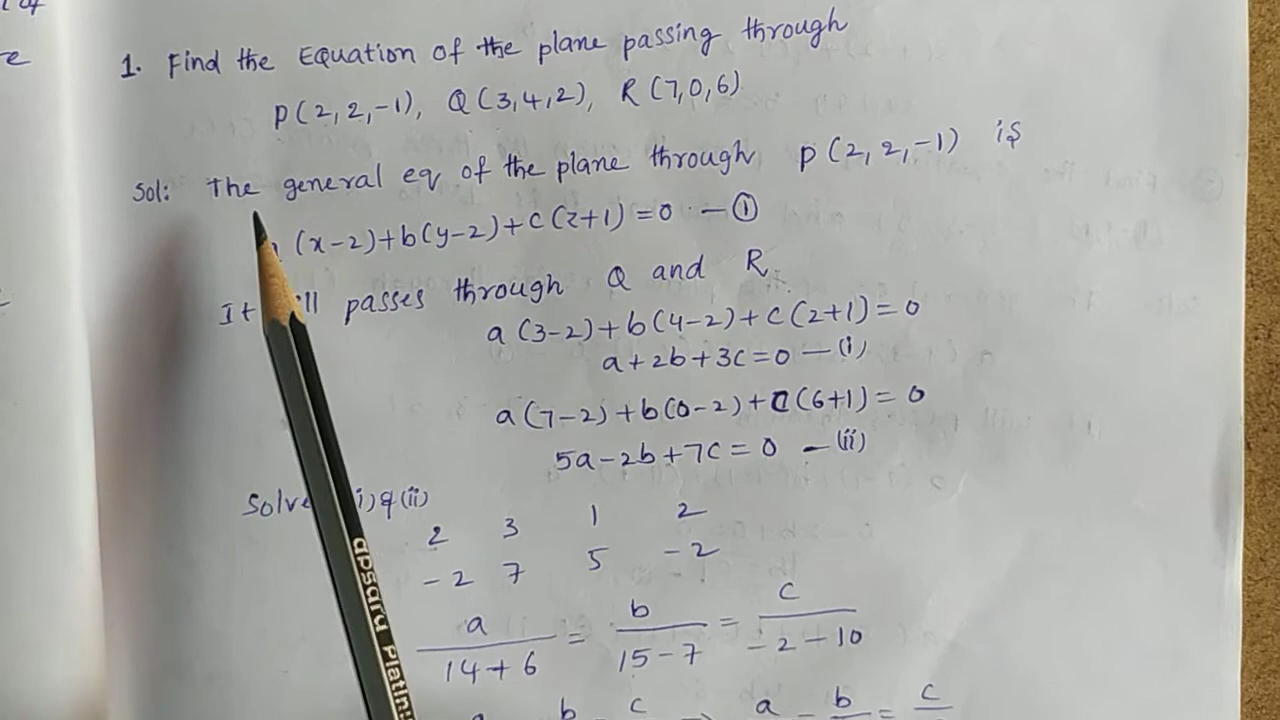 1. Find the Equation of the plane passing through
P(2,2,-1), Q(3,4,2), R(7,0,6)
Sol: The general eq of the plane through P(2,2,-1) is
(x-2)+b(y-2)+c(z+1)=0 -①
It ll passes through Q and R.
a(3-2)+b(4-2)+c(2+1)=0
a+2b+3c=0 -(i)
a(7-2)+b(0-2)+c(6+1)=0
5a-2b+7c=0 -(ii)
Solve i)&(ii)
2 3 1 2
-2 7 5 -2
a/14+6 = b/15-7 = c/-2-10
b c a = b = c
apsara Platinu